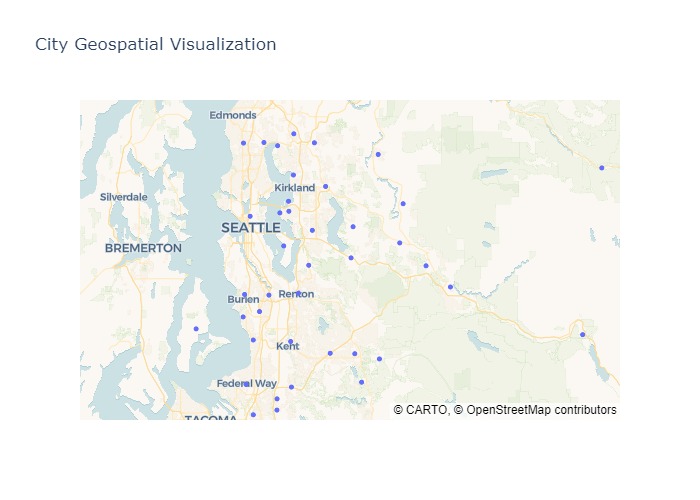 City Geospatial Visualization
Edmonds
Silverdale
Kirkland
SEATTLE
BREMERTON
Burien
Renton
Kent
Federal Way
TACOMA
© CARTO, © OpenStreetMap contributors